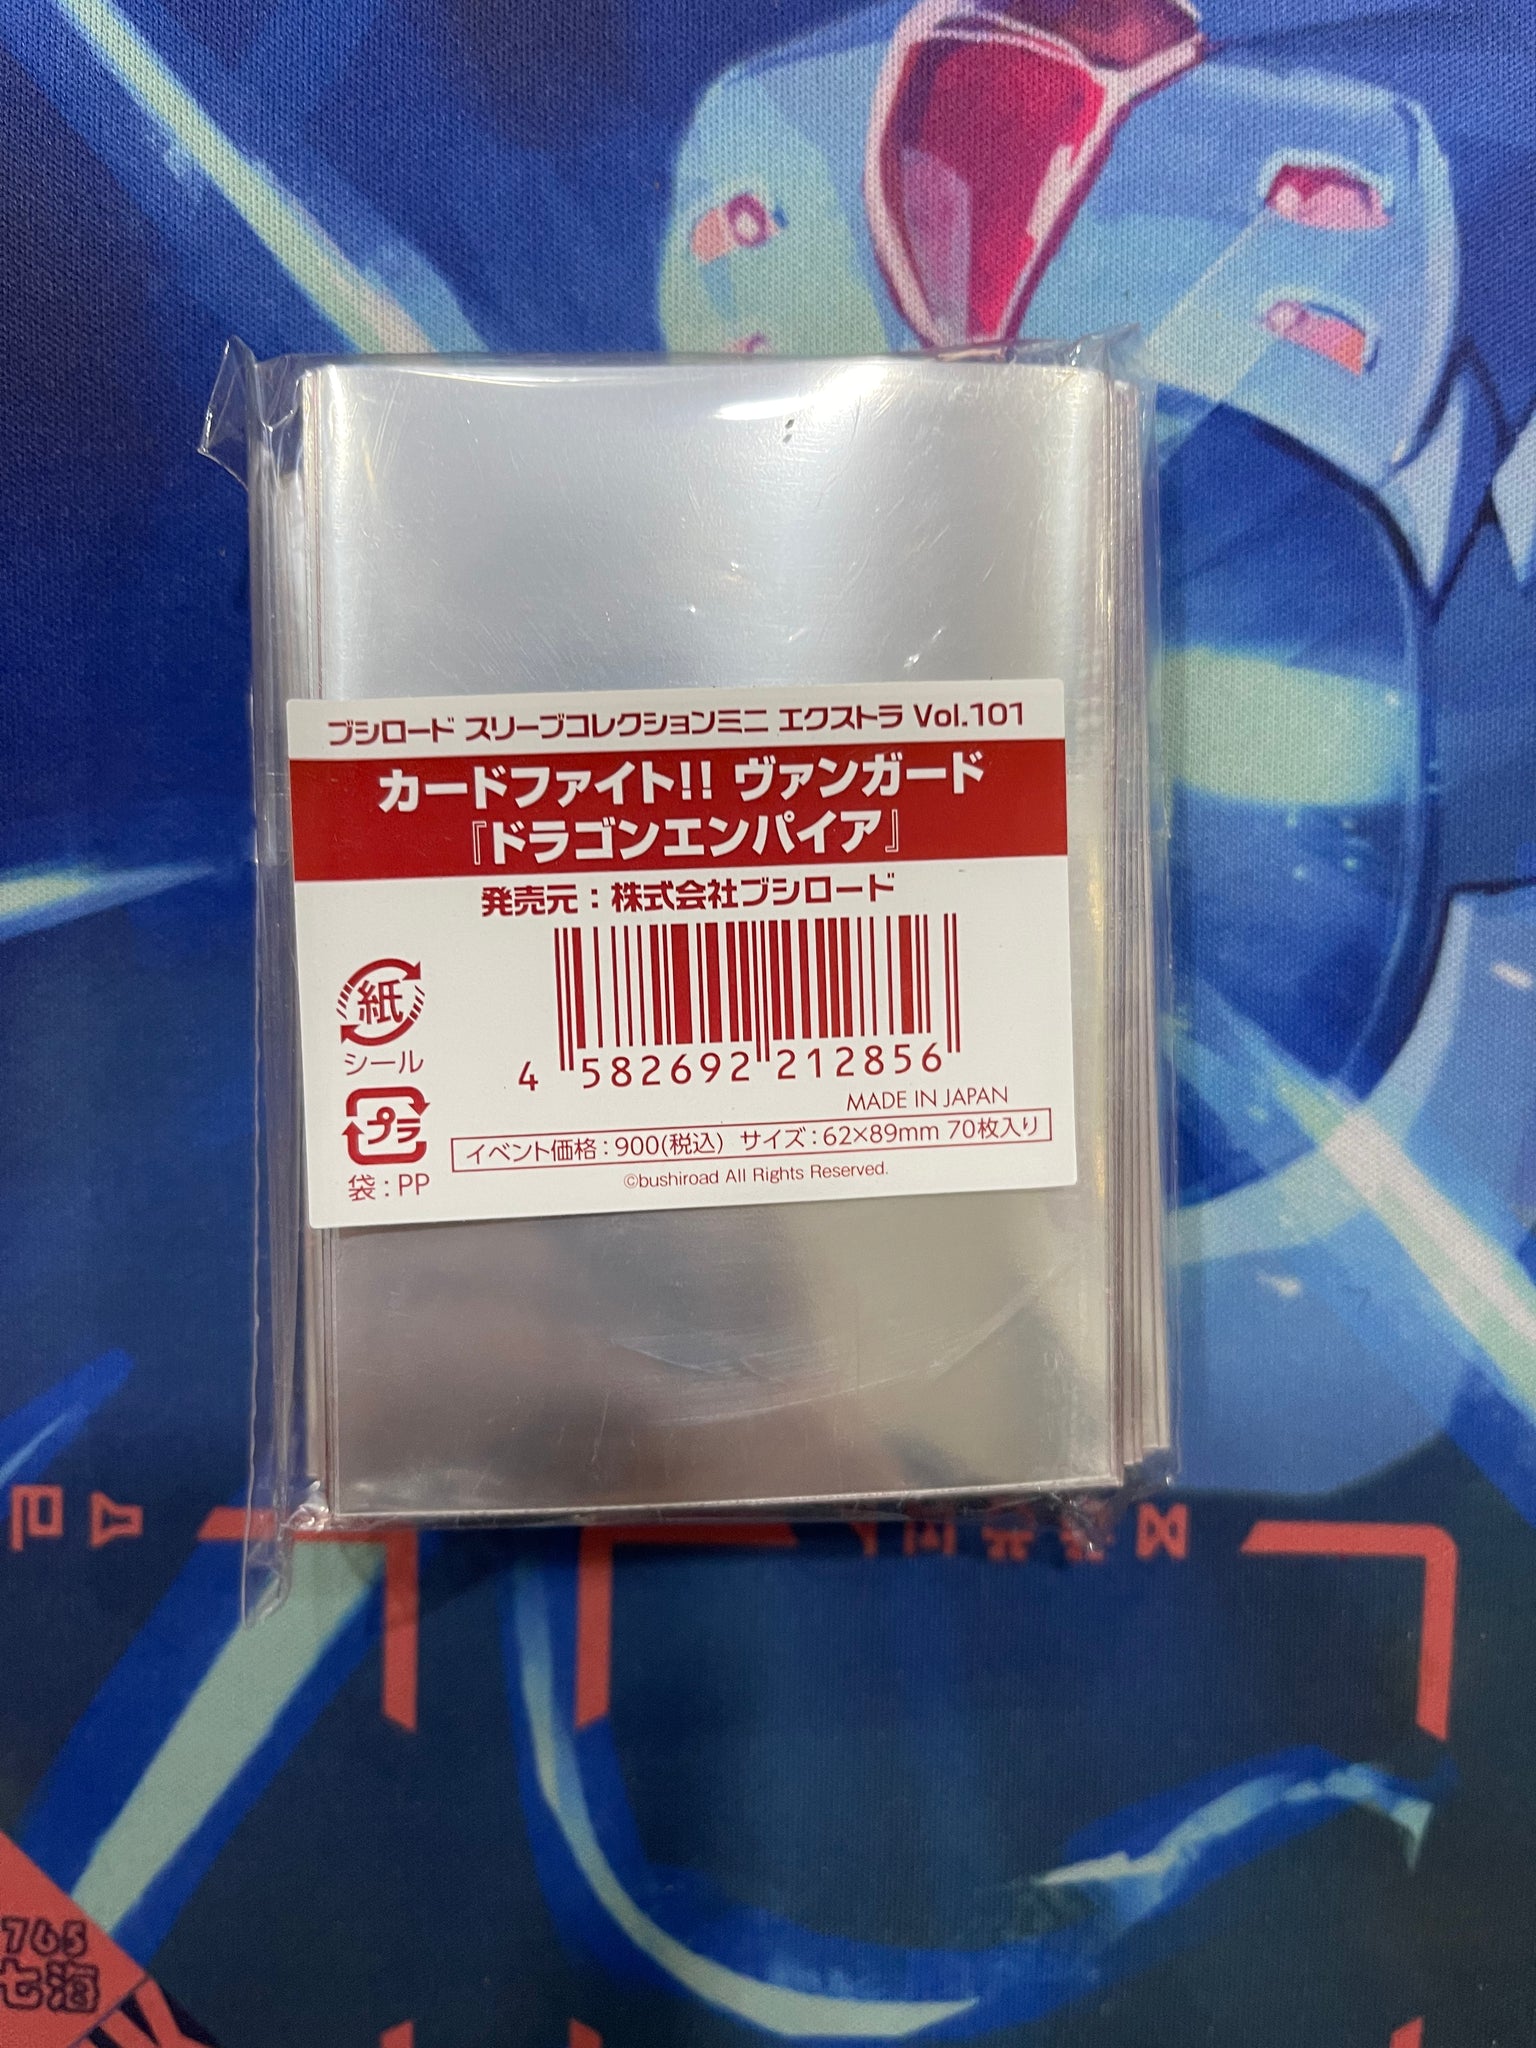 ブシロード スリーブコレクションミニ エクストラ Vol.101
カードファイト!! ヴァンガード
『ドラゴンエンパイア』
発売元：株式会社ブシロード
4 582692 212856
紙
シール
プラ
袋：PP
MADE IN JAPAN
イベント価格：900(税込) サイズ：62×89mm 70枚入り
©bushiroad All Rights Reserved.
765
七海